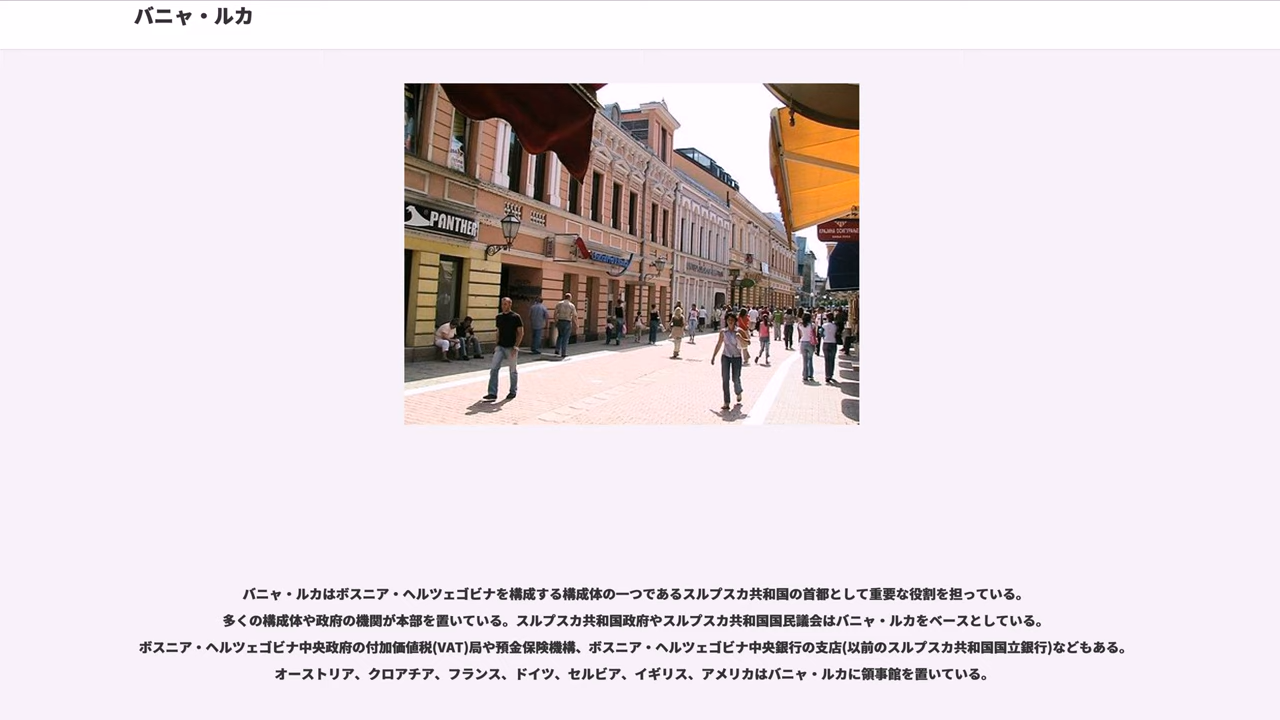 バニャ・ルカ
PANTHER
バニャ・ルカはボスニア・ヘルツェゴビナを構成する構成体の一つであるスルプスカ共和国の首都として重要な役割を担っている。
多くの構成体や政府の機関が本部を置いている。スルプスカ共和国政府やスルプスカ共和国国民議会はバニャ・ルカをベースとしている。
ボスニア・ヘルツェゴビナ中央政府の付加価値税(VAT)局や預金保険機構、ボスニア・ヘルツェゴビナ中央銀行の支店(以前のスルプスカ共和国国立銀行)などもある。
オーストリア、クロアチア、フランス、ドイツ、セルビア、イギリス、アメリカはバニャ・ルカに領事館を置いている。